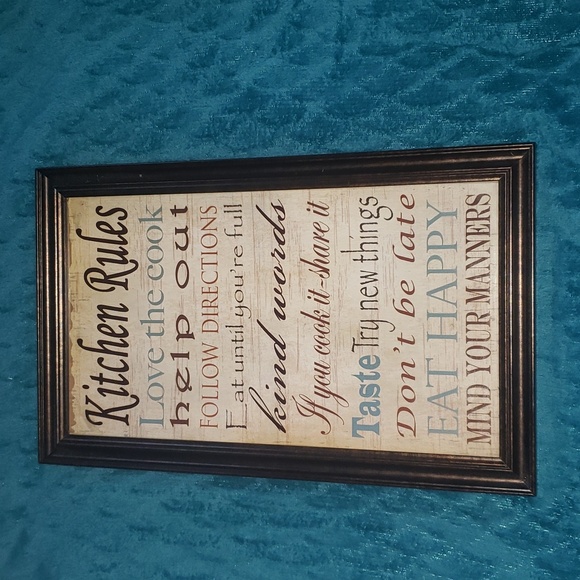 Kitchen Rules
Love the cook
help out
FOLLOW DIRECTIONS
Eat until you're full
kind words
If you cook it-share it
Taste Try new things
Don't be late
EAT HAPPY
MIND YOUR MANNERS